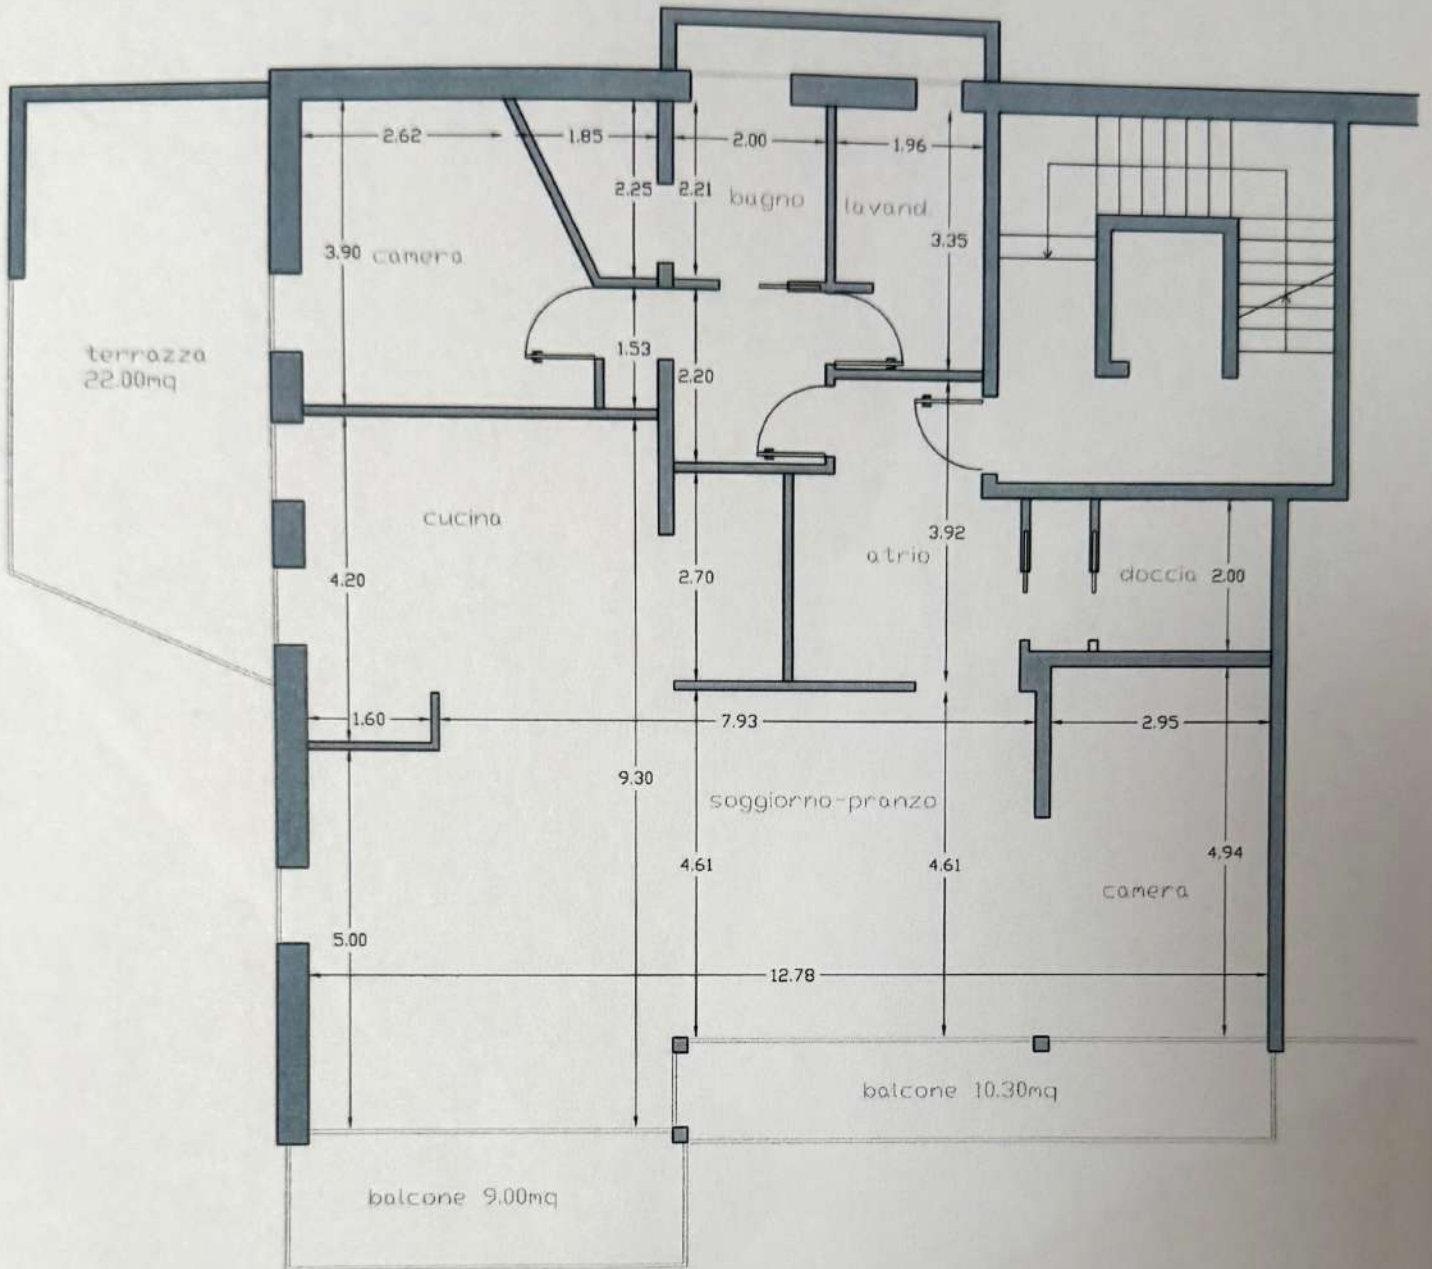 2.62
1.85
2.00
1.96
2.25
2.21
bagno
lavand.
3.90
camera
3.35
terrazza
22.00mq
1.53
2.20
cucina
3.92
atrio
4.20
2.70
doccia
2.00
1.60
7.93
2.95
9.30
soggiorno-pranzo
4.61
4.61
4.94
camera
5.00
12.78
balcone 10.30mq
balcone 9.00mq